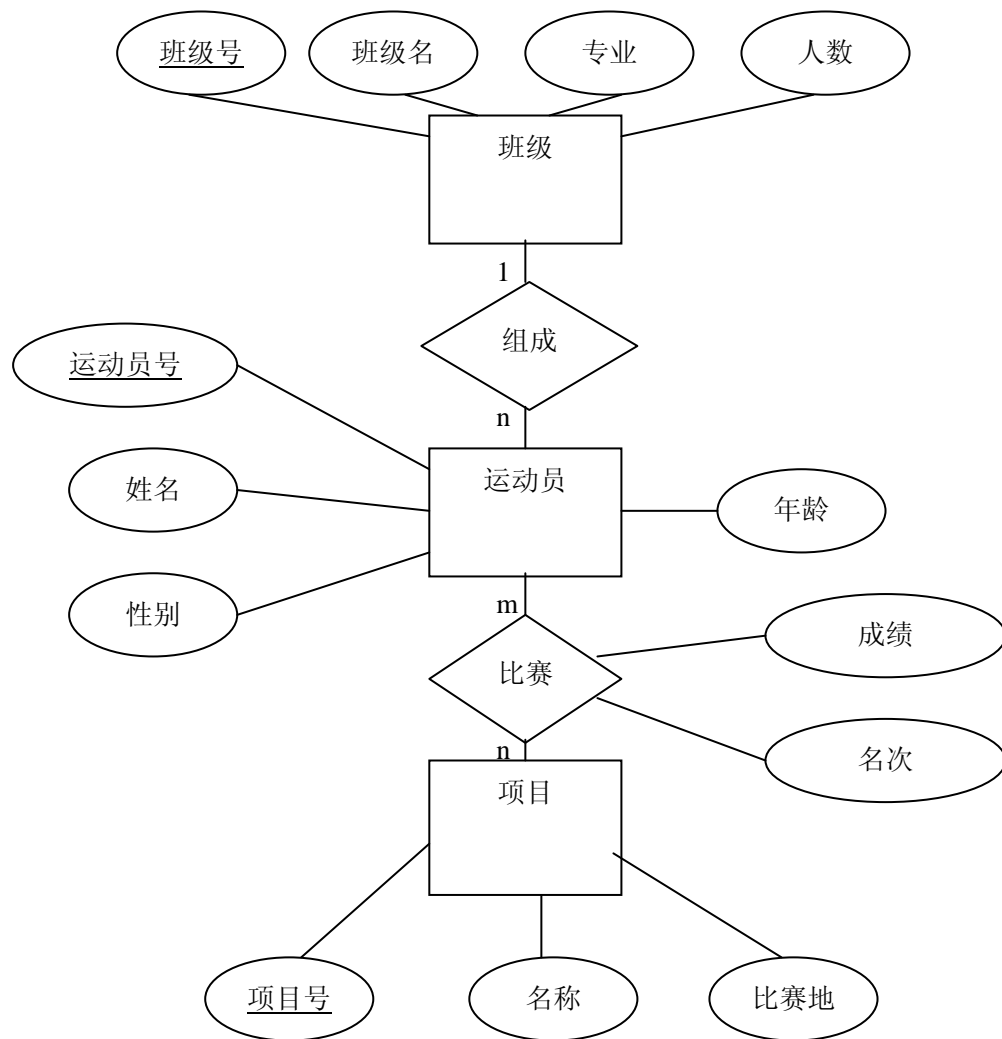 班级号
班级名
专业
人数
班级
1
组成
运动员号
n
运动员
姓名
年龄
性别
m
成绩
比赛
名次
n
项目
项目号
名称
比赛地